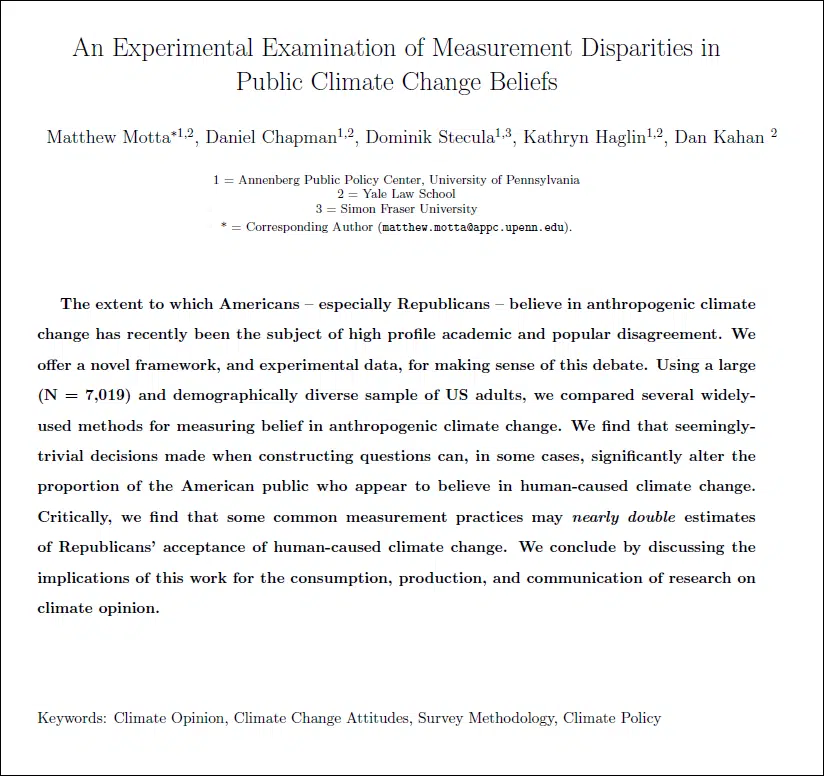 An Experimental Examination of Measurement Disparities in
Public Climate Change Beliefs
Matthew Motta*1,2, Daniel Chapman1,2, Dominik Stecula1,3, Kathryn Haglin1,2, Dan Kahan 2
1 = Annenberg Public Policy Center, University of Pennsylvania
2 = Yale Law School
3 = Simon Fraser University
* = Corresponding Author (matthew.motta@appc.upenn.edu).
The extent to which Americans – especially Republicans – believe in anthropogenic climate
change has recently been the subject of high profile academic and popular disagreement. We
offer a novel framework, and experimental data, for making sense of this debate. Using a large
(N = 7,019) and demographically diverse sample of US adults, we compared several widely-
used methods for measuring belief in anthropogenic climate change. We find that seemingly-
trivial decisions made when constructing questions can, in some cases, significantly alter the
proportion of the American public who appear to believe in human-caused climate change.
Critically, we find that some common measurement practices may nearly double estimates
of Republicans' acceptance of human-caused climate change. We conclude by discussing the
implications of this work for the consumption, production, and communication of research on
climate opinion.
Keywords: Climate Opinion, Climate Change Attitudes, Survey Methodology, Climate Policy